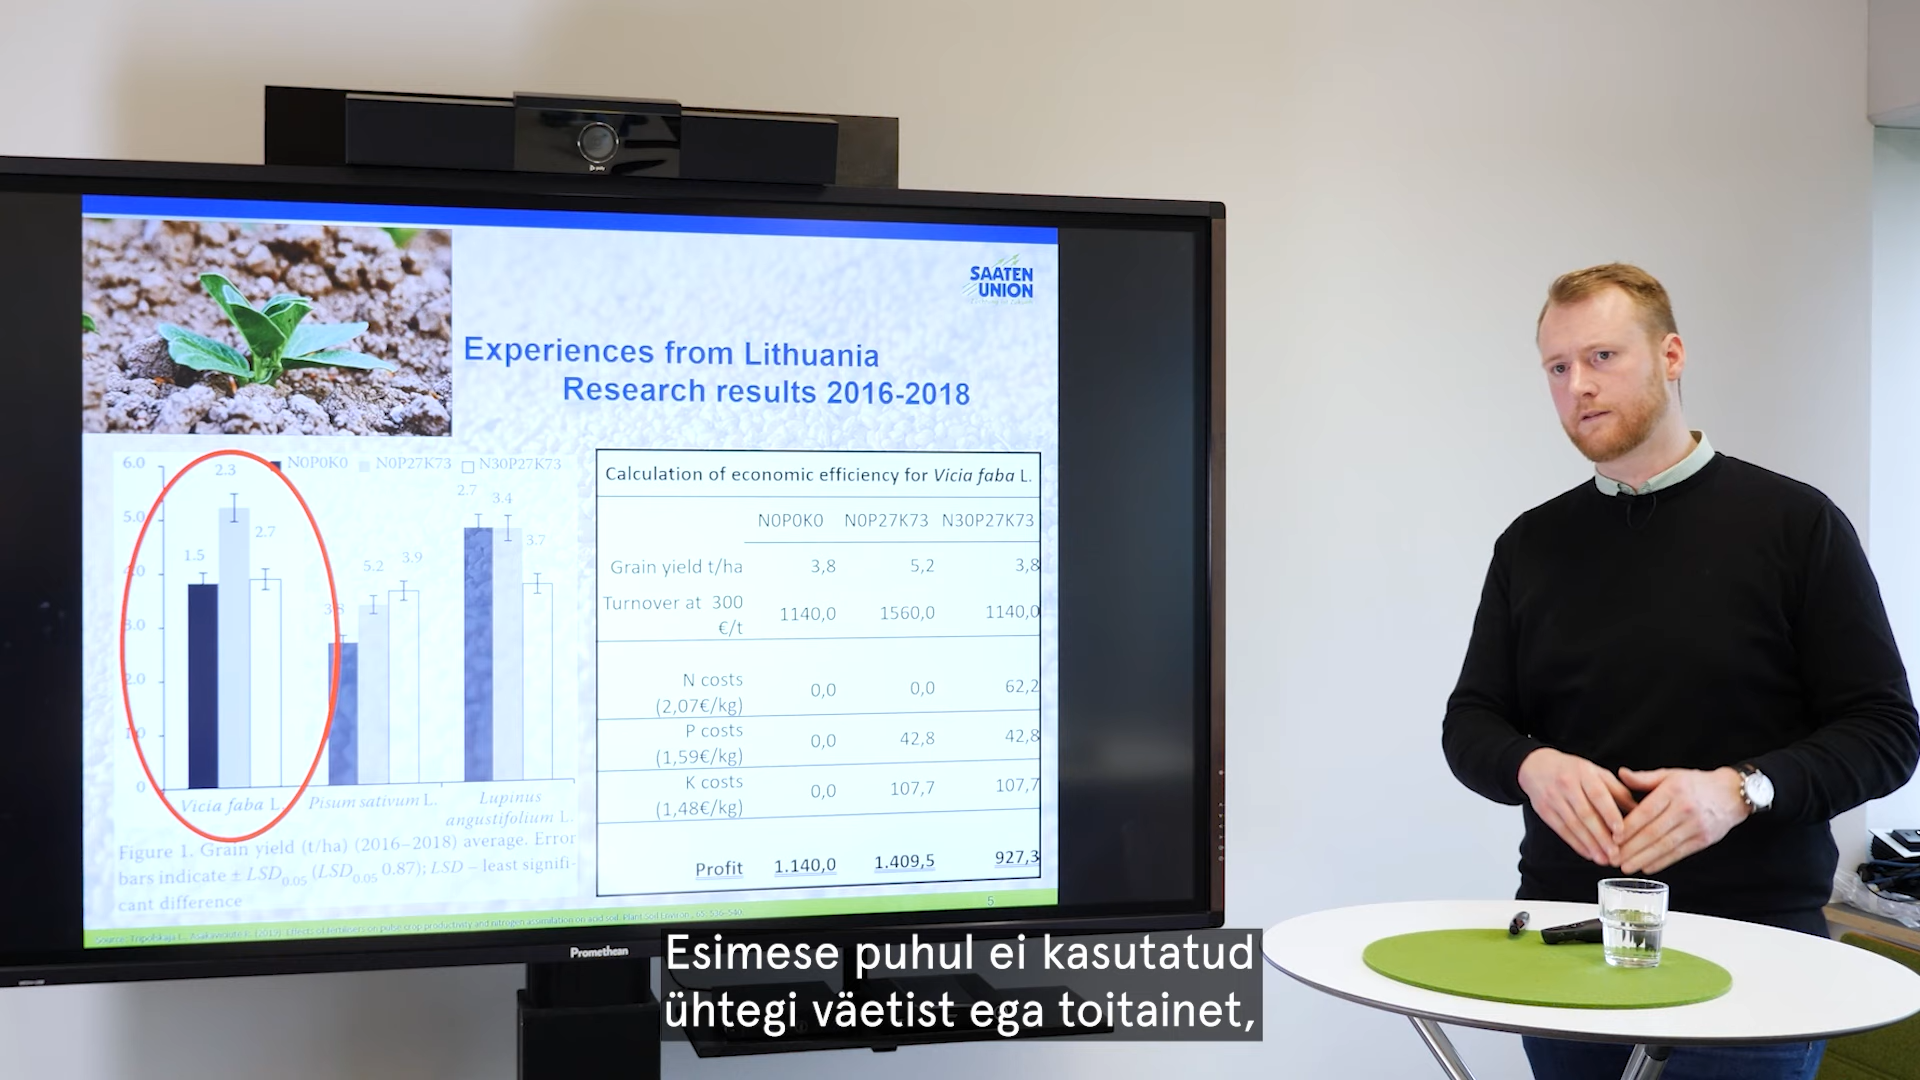 SAATEN
UNION
Experiences from Lithuania
Research results 2016-2018
N0P0K0 N0P27K73 N30P27K73
6.0
5.0
2.0
0
2.3
1.5
2.7
5.2
3.9
2.7
3.4
3.7
Vicia faba L.
Pisum sativum L.
Lupinus
angustifolium L.
Figure 1. Grain yield (t/ha) (2016–2018) average. Error
bars indicate ± LSD0.05 (LSD0.05 0.87); LSD – least signifi-
cant difference
Calculation of economic efficiency for Vicia faba L.
N0P0K0 N0P27K73 N30P27K73
Grain yield t/ha 3,8 5,2 3,8
Turnover at 300
€/t 1140,0 1560,0 1140,0
N costs
(2,07€/kg) 0,0 0,0 62,2
P costs
(1,59€/kg) 0,0 42,8 42,8
K costs
(1,48€/kg) 0,0 107,7 107,7
Profit 1.140,0 1.409,5 927,3
5
Promethean
Esimese puhul ei kasutatud
ühtegi väetist ega toitainet,